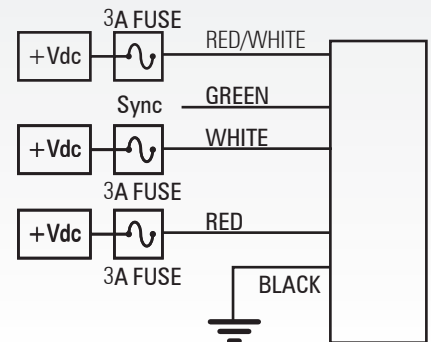 3A FUSE
+Vdc
RED/WHITE
Sync
GREEN
+Vdc
WHITE
3A FUSE
+Vdc
RED
3A FUSE
BLACK